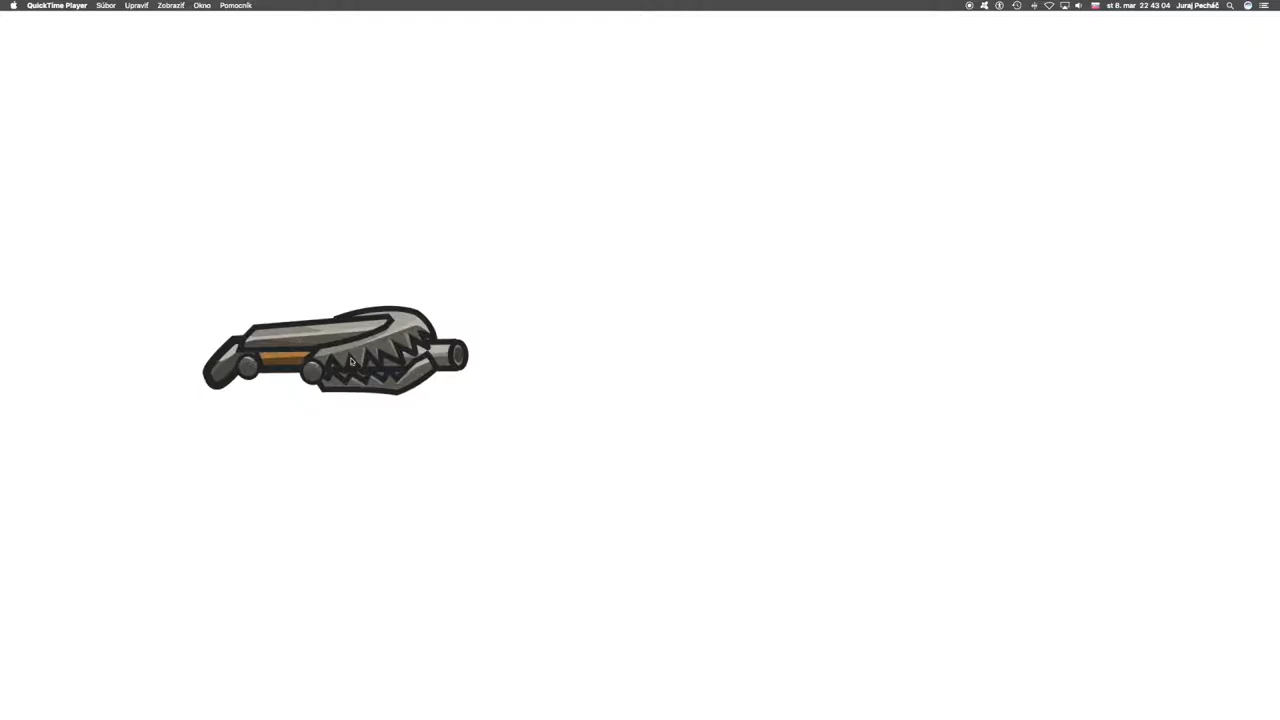 QuickTime Player Súbor Upraviť Zobraziť Okno Pomocník st 8. mar 22 43 04 Juraj Pecháč